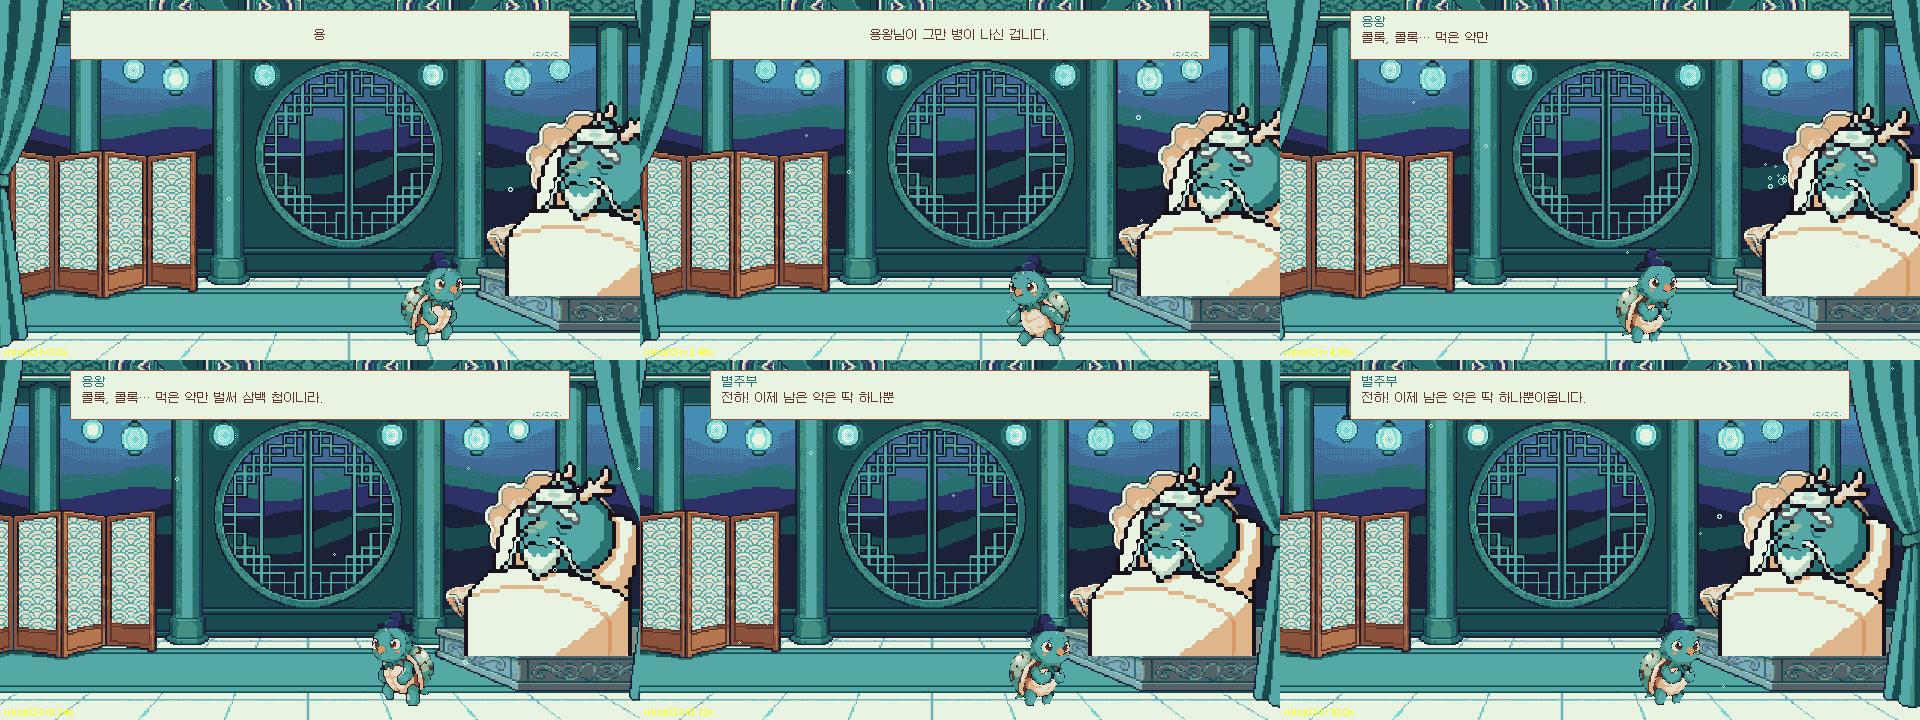 용
용왕님이 그만 병이 나신 겁니다.
용왕
콜록, 콜록… 먹은 약만
용왕
콜록, 콜록… 먹은 약만 벌써 삼백 첩이니라.
별주부
전하! 이제 남은 약은 딱 하나뿐
별주부
전하! 이제 남은 약은 딱 하나뿐이옵니다.